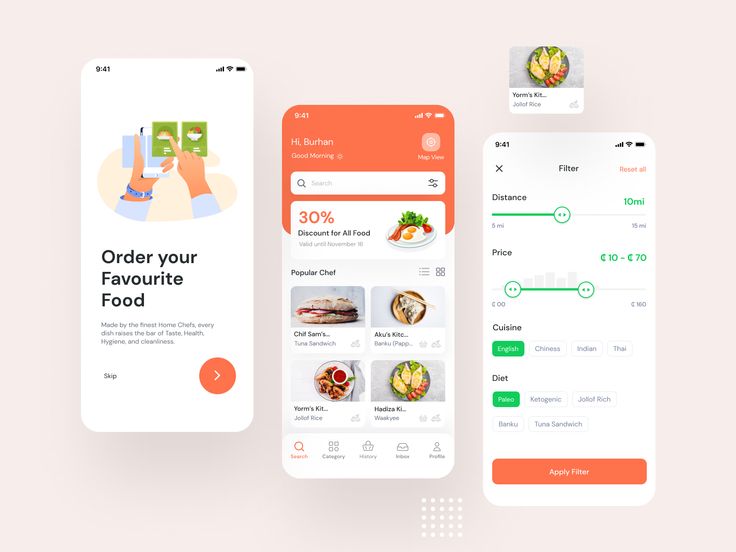 9:41
Order your
Favourite
Food
Made by the finest Home Chefs, every
dish raises the bar of Taste, Health,
Hygiene, and cleanliness.
Skip
9:41
Hi, Burhan
Good Morning
Map View
Search
30%
Discount for All Food
Valid until November 16
Popular Chef
Chif Sam's...
Tuna Sandwich
Aku's Kitc...
Banku (Papp...
Yorm's Kit...
Jollof Rice
Hadiza Ki...
Waakyee
Search
Category
History
Inbox
Profile
Yorm's Kit...
Jollof Rice
9:41
Filter
Reset all
Distance
10mi
5 mi
15 mi
Price
₵ 10 - ₵ 70
₵ 00
₵ 160
Cuisine
English
Chinese
Indian
Thai
Diet
Paleo
Ketogenic
Jollof Rich
Banku
Tuna Sandwich
Apply Filter